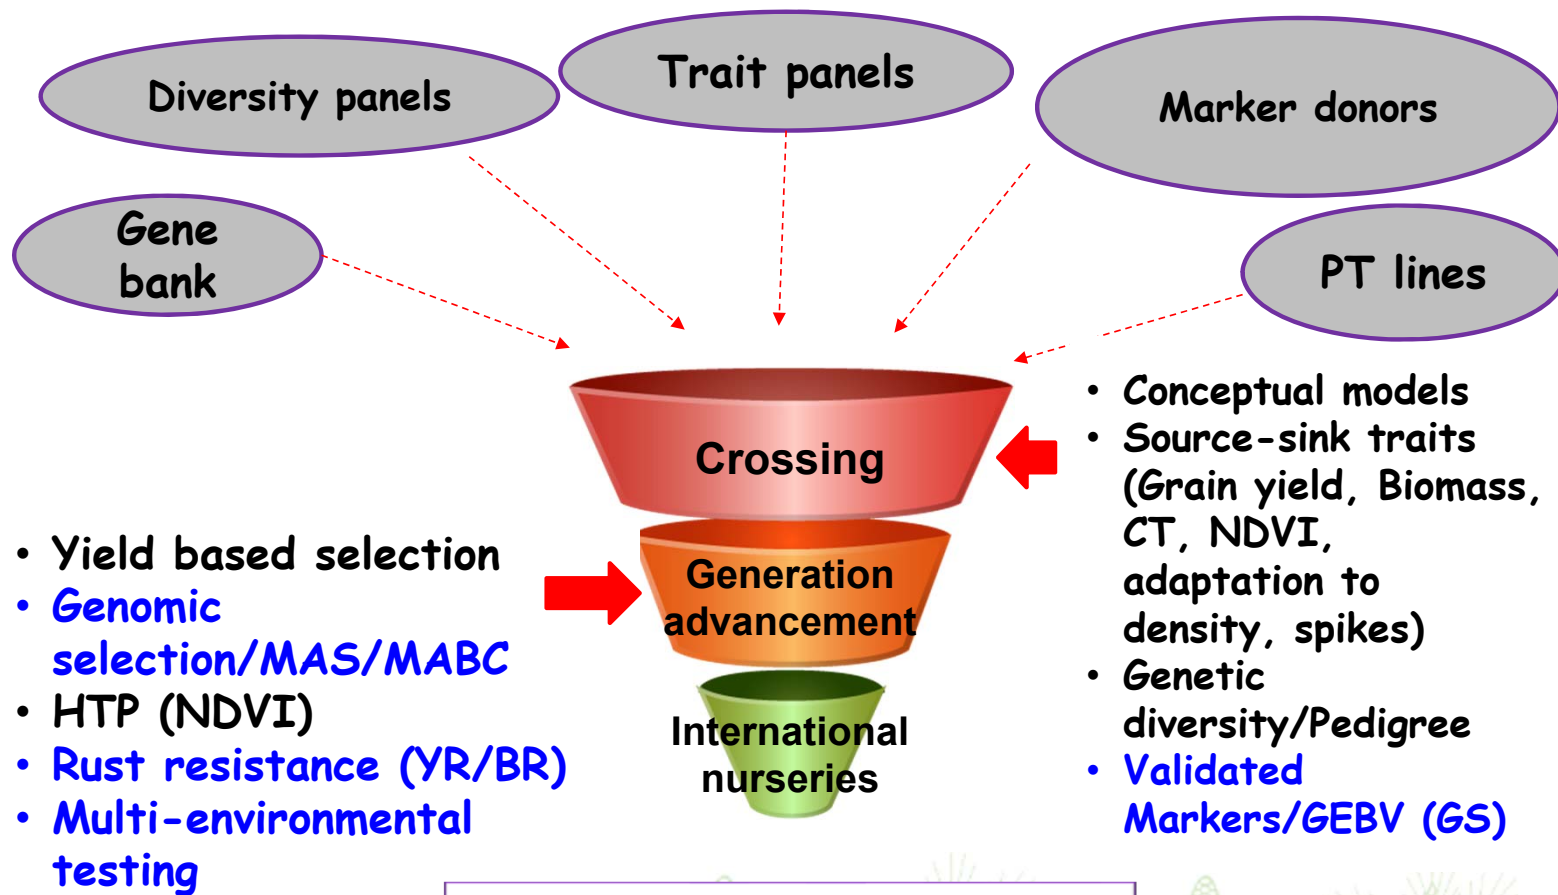 Diversity panels
Trait panels
Marker donors
Gene
bank
PT lines
Crossing
Generation
advancement
International
nurseries
• Yield based selection
• Genomic
selection/MAS/MABC
• HTP (NDVI)
• Rust resistance (YR/BR)
• Multi-environmental
testing
• Conceptual models
• Source-sink traits
(Grain yield, Biomass,
CT, NDVI,
adaptation to
density, spikes)
• Genetic
diversity/Pedigree
• Validated
Markers/GEBV (GS)